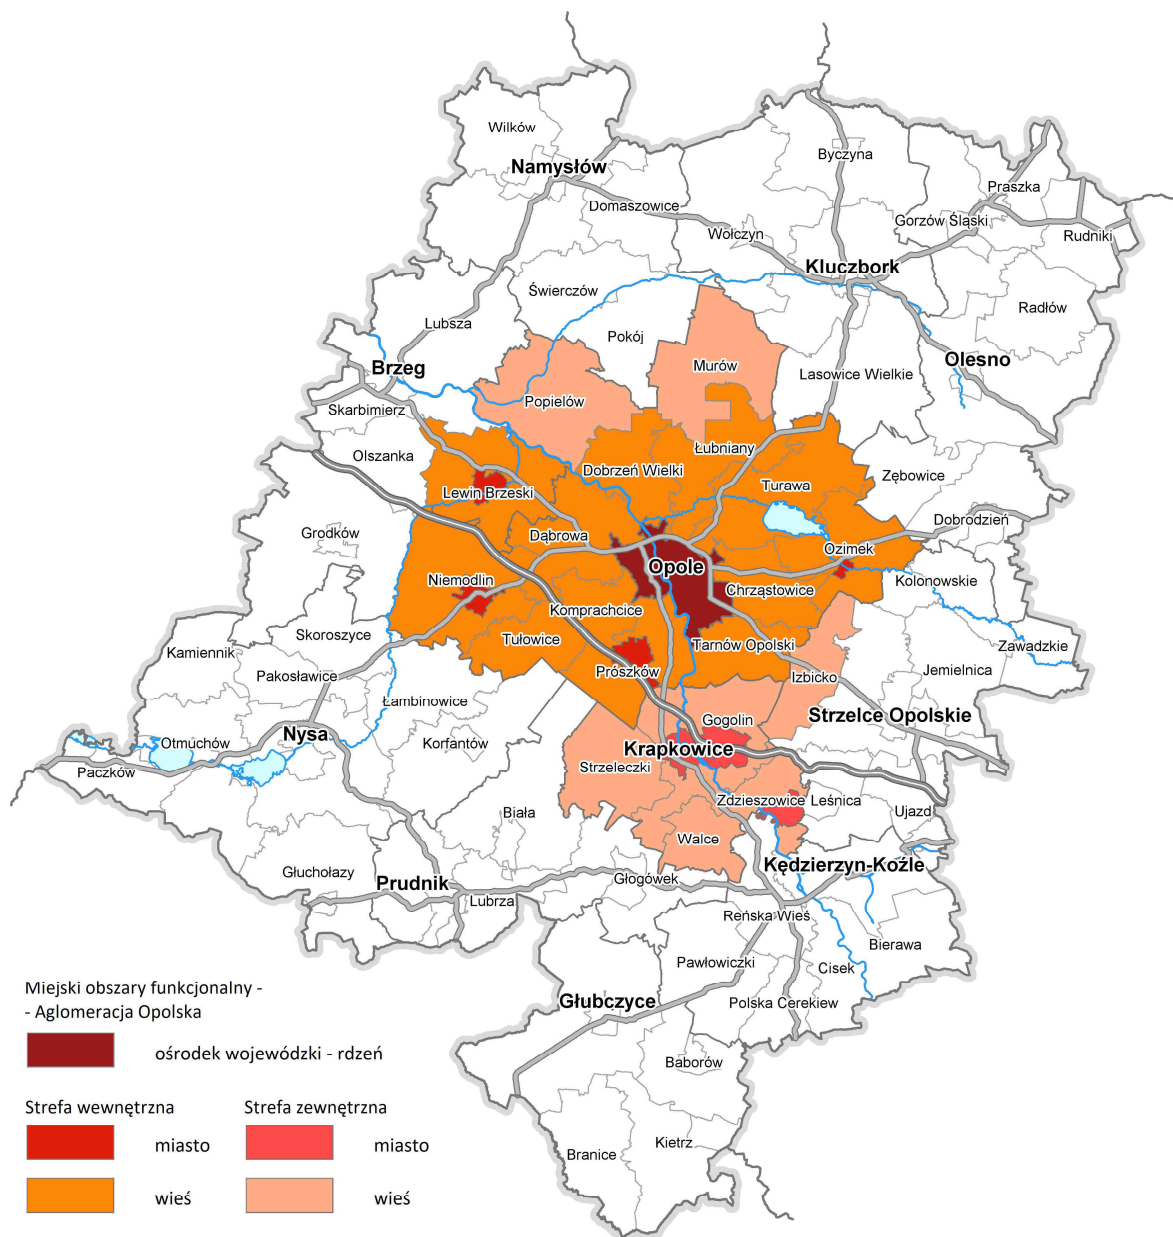 Wilków
Namysłów
Byczyna
Praszka
Domaszowice
Gorzów Śląski
Wołczyn
Rudniki
Kluczbork
Świerczów
Radłów
Lubsza
Pokój
Olesno
Brzeg
Murów
Lasowice Wielkie
Popielów
Skarbimierz
Łubniany
Olszanka
Dobrzeń Wielki
Zębowice
Lewin Brzeski
Turawa
Dobrodzień
Grodków
Dąbrowa
Ozimek
Opole
Niemodlin
Kolonowskie
Chrząstowice
Komprachcice
Skoroszyce
Tułowice
Tarnów Opolski
Zawadzkie
Kamiennik
Prószków
Jemielnica
Pakosławice
Izbicko
Łambinowice
Strzelce Opolskie
Gogolin
Nysa
Otmuchów
Korfantów
Krapkowice
Paczków
Strzeleczki
Zdzieszowice
Leśnica
Ujazd
Biała
Walce
Kędzierzyn-Koźle
Głuchołazy
Prudnik
Głogówek
Lubrza
Reńska Wieś
Bierawa
Pawłowiczki
Cisek
Głubczyce
Polska Cerekiew
Baborów
Kietrz
Branice
Miejski obszary funkcjonalny -
- Aglomeracja Opolska
ośrodek wojewódzki - rdzeń
Strefa wewnętrzna
miasto
wieś
Strefa zewnętrzna
miasto
wieś